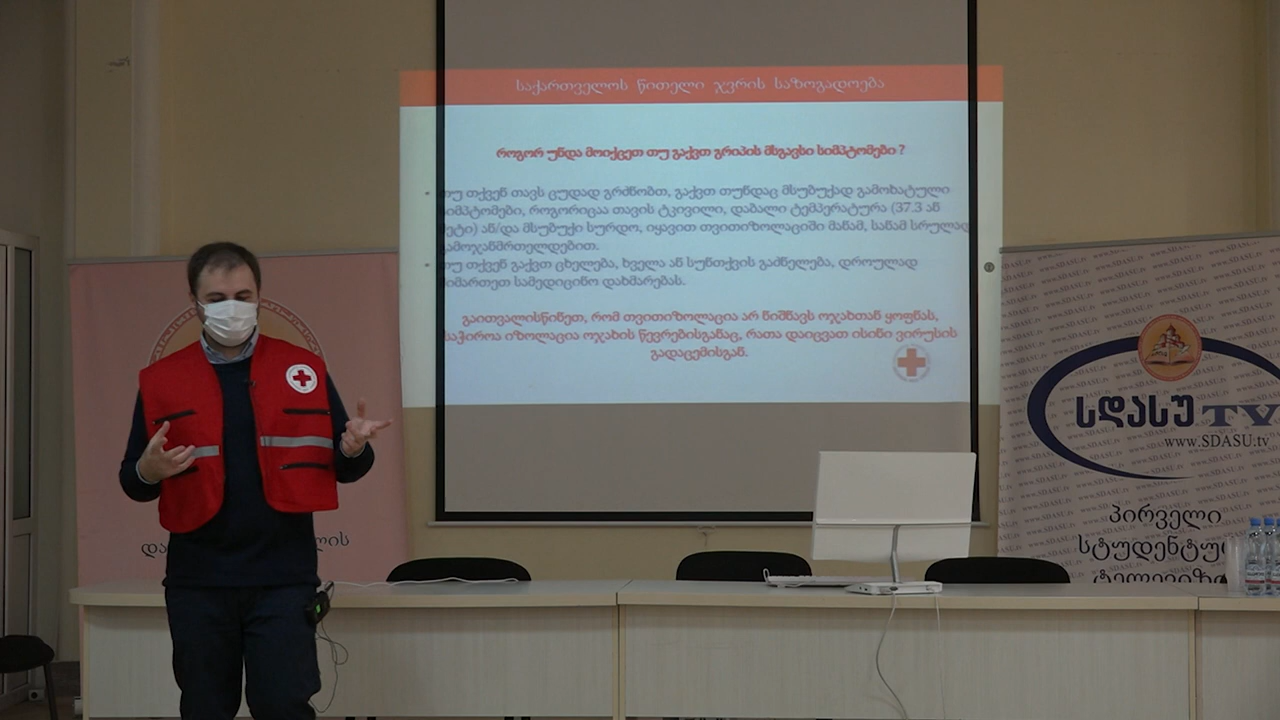 საქართველოს წითელი ჯვრის საზოგადოება
როგორ უნდა მოიქცეთ თუ გაქვთ გრიპის მსგავსი სიმპტომები ?
• თუ თქვენ თავს ცუდად გრძნობთ, გაქვთ თუნდაც მსუბუქად გამოხატული
სიმპტომები, როგორიცაა თავის ტკივილი, დაბალი ტემპერატურა (37.3 ან
მეტი) ან/და მსუბუქი სურდო, იყავით თვითიზოლაციაში მანამ, სანამ სრულად
გამოჯანმრთელდებით.
• თუ თქვენ გაქვთ ცხელება, ხველა ან სუნთქვის გაძნელება, დროულად
მიმართეთ სამედიცინო დახმარებას.
გაითვალისწინეთ, რომ თვითიზოლაცია არ ნიშნავს ოჯახთან ყოფნას,
საჭიროა იზოლაცია ოჯახის წევრებისგანაც, რათა დაიცვათ ისინი ვირუსის
გადაცემისგან.
სდასუ TV
www.SDASU.tv
პირველი
სტუდენტუ
ტელევიზი